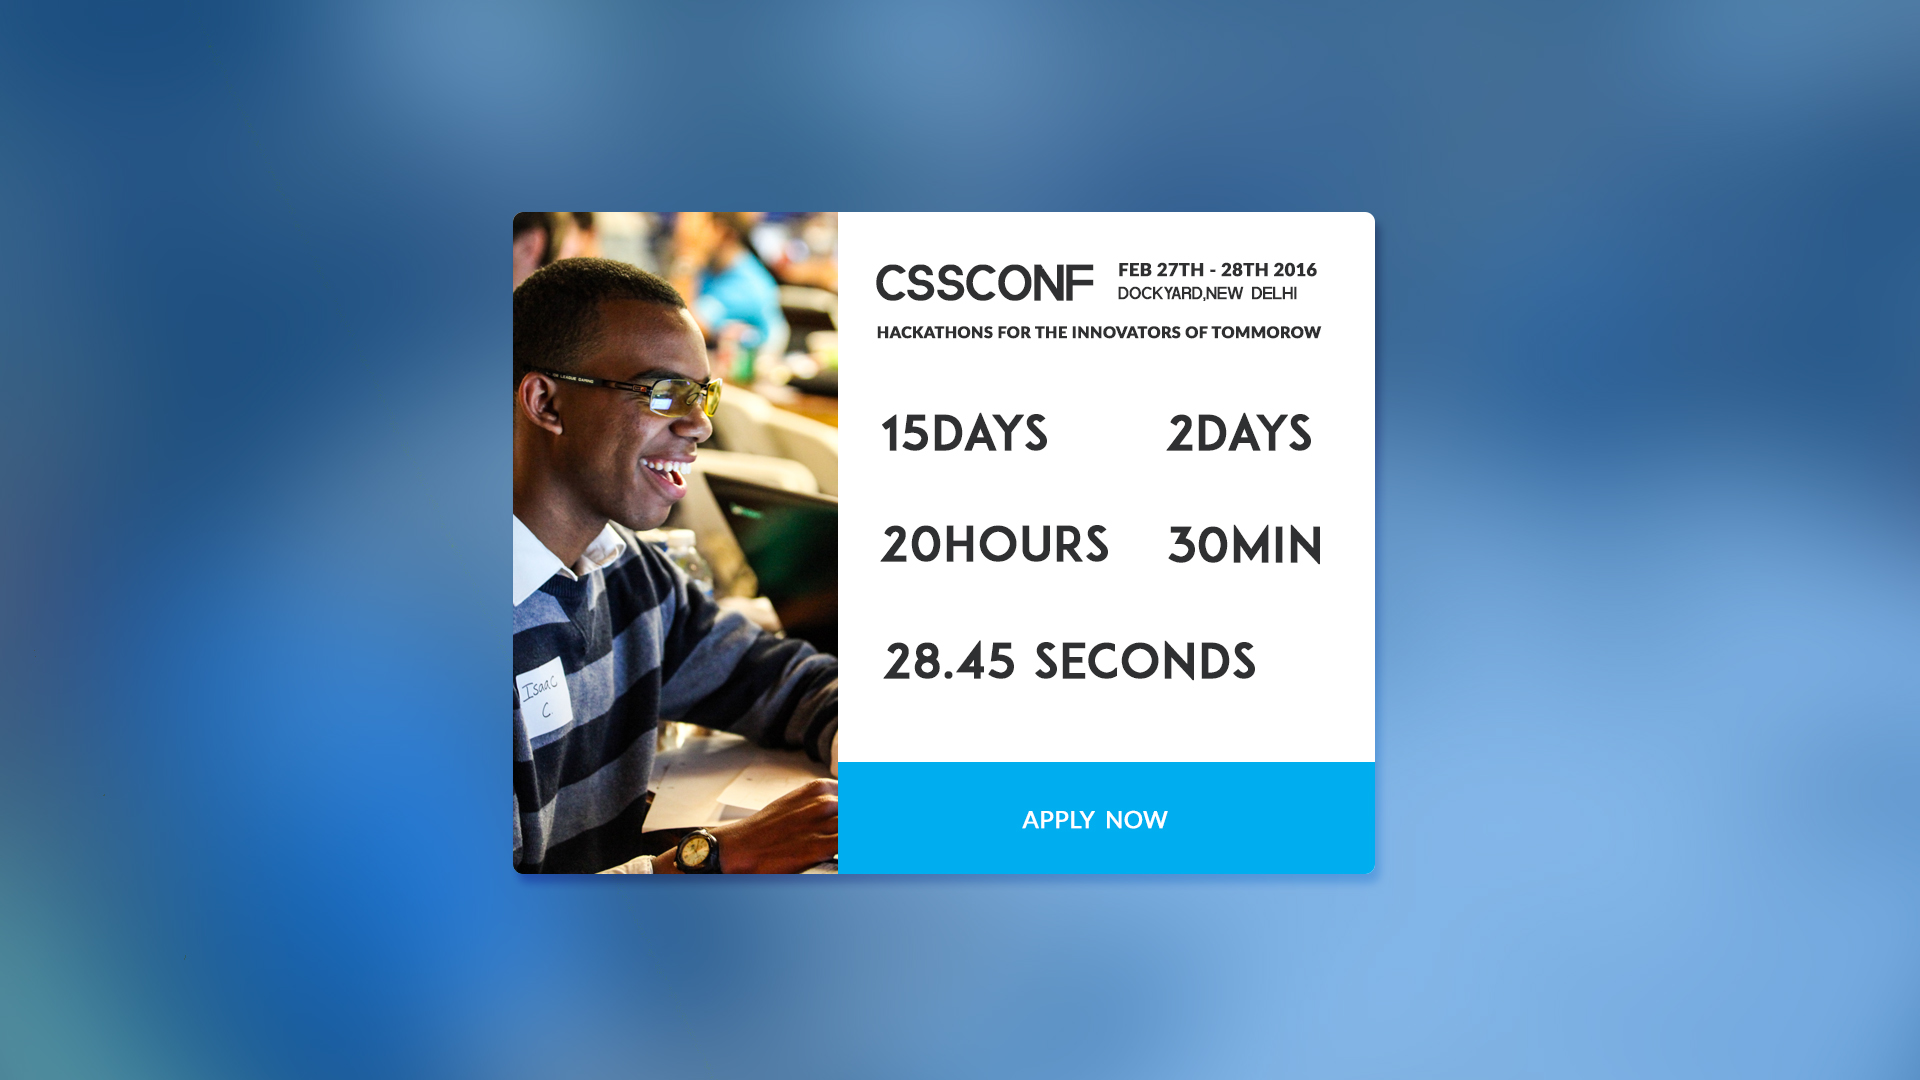 CSSCONF
FEB 27TH - 28TH 2016
DOCKYARD,NEW DELHI
HACKATHONS FOR THE INNOVATORS OF TOMMOROW
15DAYS
2DAYS
20HOURS
30MIN
28.45 SECONDS
APPLY NOW
Isaac
C.